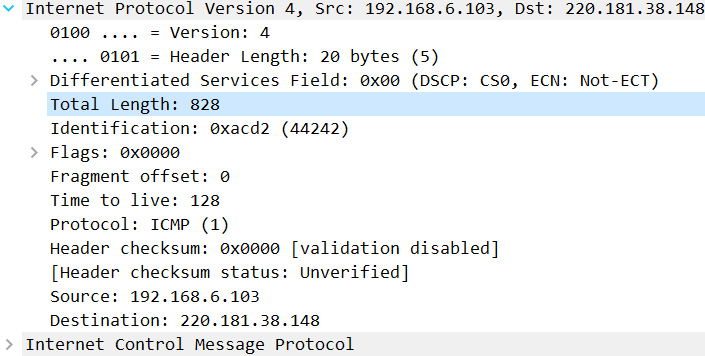 Internet Protocol Version 4, Src: 192.168.6.103, Dst: 220.181.38.148
0100 .... = Version: 4
.... 0101 = Header Length: 20 bytes (5)
Differentiated Services Field: 0x00 (DSCP: CS0, ECN: Not-ECT)
Total Length: 828
Identification: 0xacd2 (44242)
Flags: 0x0000
Fragment offset: 0
Time to live: 128
Protocol: ICMP (1)
Header checksum: 0x0000 [validation disabled]
[Header checksum status: Unverified]
Source: 192.168.6.103
Destination: 220.181.38.148
Internet Control Message Protocol